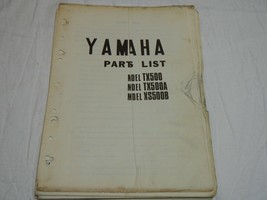 YAMAHA
PARTS LIST
MODEL TX500
MODEL TX500A
MODEL XS500B